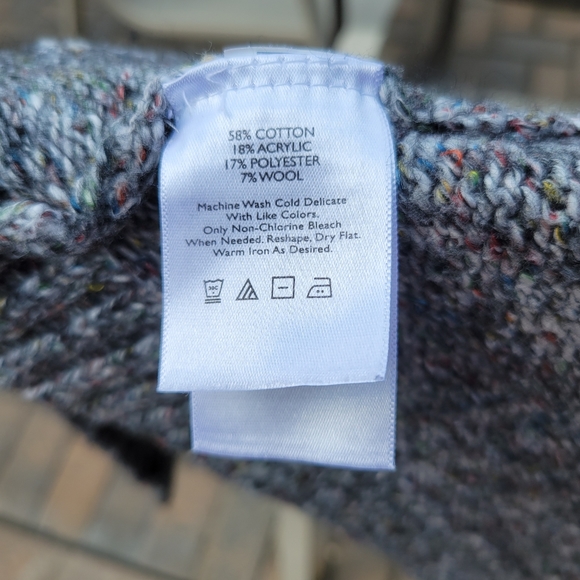 58% COTTON
18% ACRYLIC
17% POLYESTER
7% WOOL
Machine Wash Cold Delicate
With Like Colors.
Only Non-Chlorine Bleach
When Needed. Reshape, Dry Flat.
Warm Iron As Desired.
30C